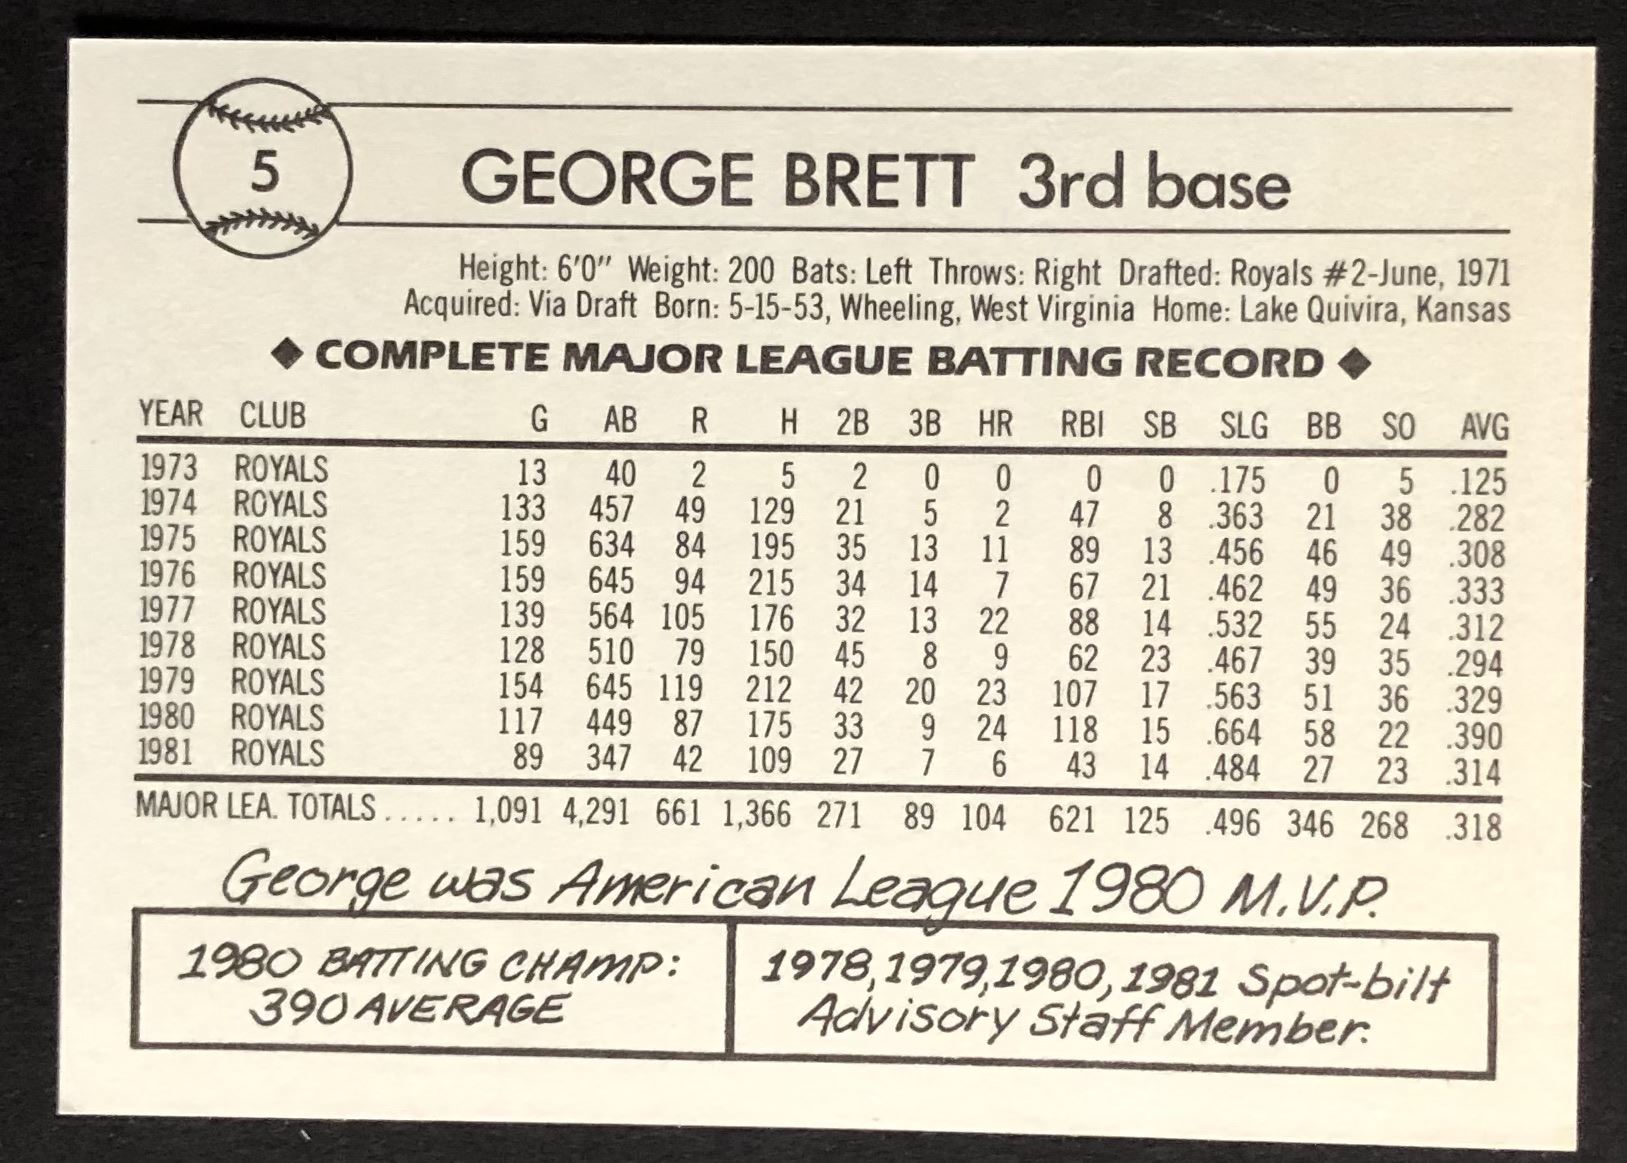 5
GEORGE BRETT 3rd base
Height: 6'0" Weight: 200 Bats: Left Throws: Right Drafted: Royals #2-June, 1971
Acquired: Via Draft Born: 5-15-53, Wheeling, West Virginia Home: Lake Quivira, Kansas
◆ COMPLETE MAJOR LEAGUE BATTING RECORD ◆
YEAR CLUB G AB R H 2B 3B HR RBI SB SLG BB SO AVG
1973 ROYALS 13 40 2 5 2 0 0 0 0 .175 0 5 .125
1974 ROYALS 133 457 49 129 21 5 2 47 8 .363 21 38 .282
1975 ROYALS 159 634 84 195 35 13 11 89 13 .456 46 49 .308
1976 ROYALS 159 645 94 215 34 14 7 67 21 .462 49 36 .333
1977 ROYALS 139 564 105 176 32 13 22 88 14 .532 55 24 .312
1978 ROYALS 128 510 79 150 45 8 9 62 23 .467 39 35 .294
1979 ROYALS 154 645 119 212 42 20 23 107 17 .563 51 36 .329
1980 ROYALS 117 449 87 175 33 9 24 118 15 .664 58 22 .390
1981 ROYALS 89 347 42 109 27 7 6 43 14 .484 27 23 .314
MAJOR LEA. TOTALS ..... 1,091 4,291 661 1,366 271 89 104 621 125 .496 346 268 .318
George was American League 1980 M.V.P.
1980 BATTING CHAMP:
.390 AVERAGE
1978, 1979, 1980, 1981 Spot-bilt
Advisory Staff Member.